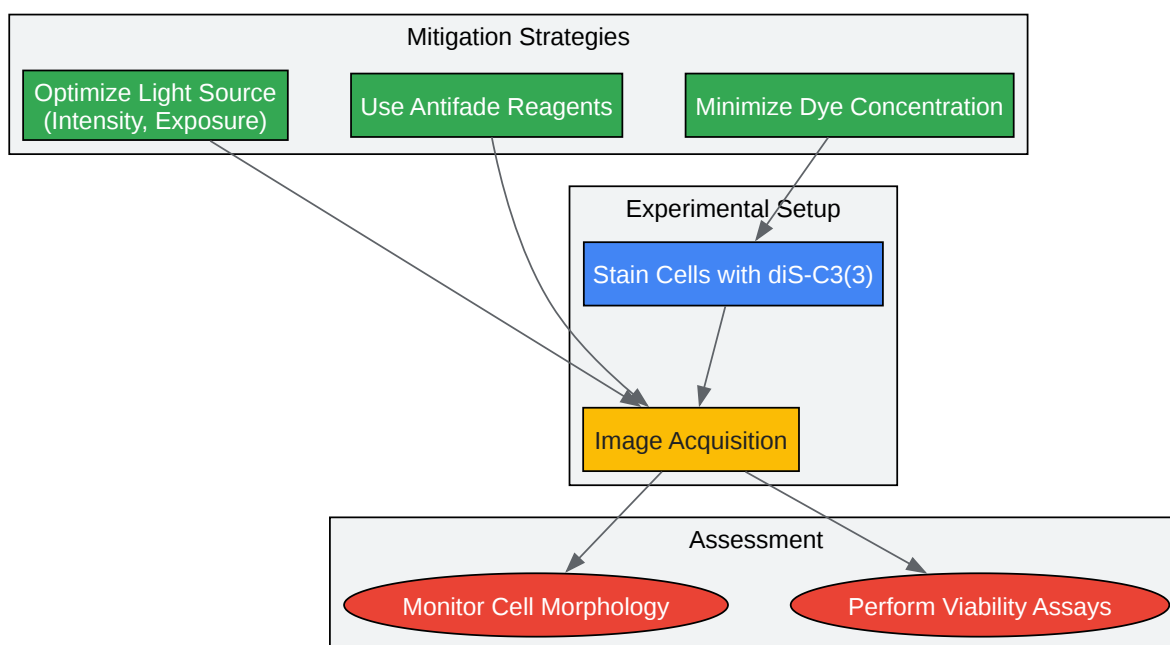 Mitigation Strategies
Optimize Light Source
(Intensity, Exposure)
Use Antifade Reagents
Minimize Dye Concentration
Experimental Setup
Stain Cells with diS-C3(3)
Image Acquisition
Assessment
Monitor Cell Morphology
Perform Viability Assays